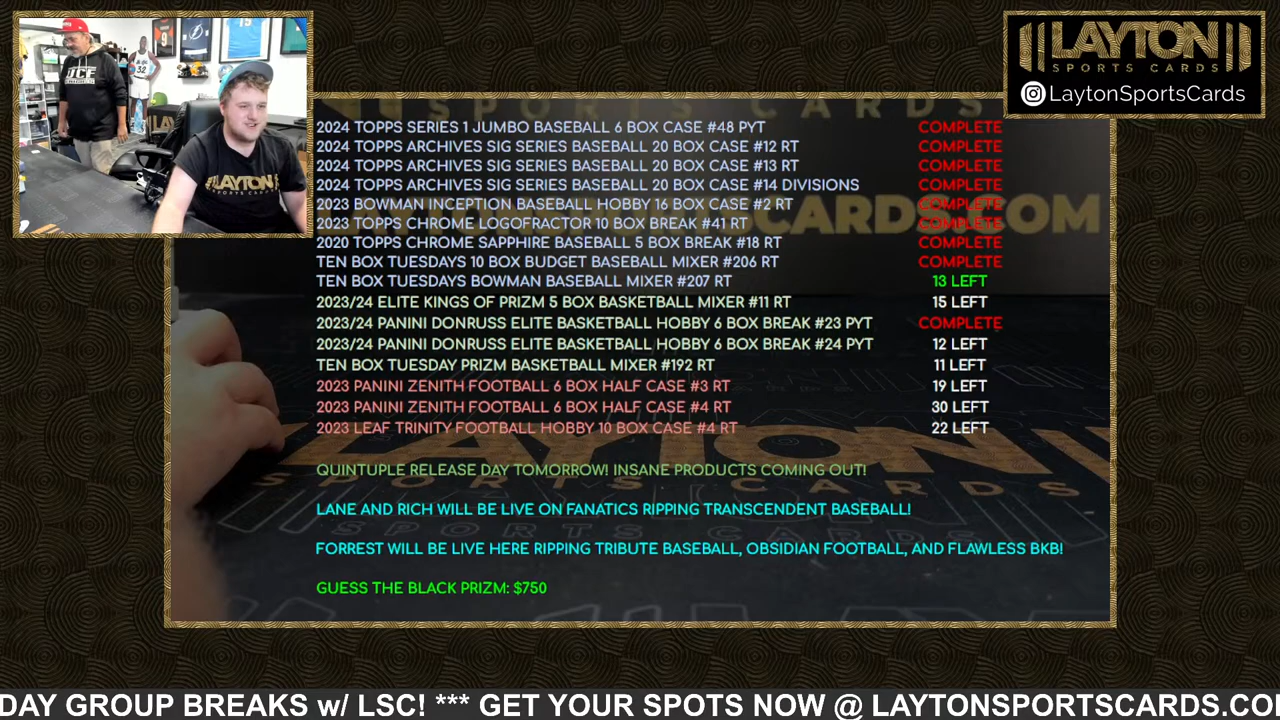 LAYTON
SPORTS CARDS
LaytonSportsCards
2024 TOPPS SERIES 1 JUMBO BASEBALL 6 BOX CASE #48 PYT COMPLETE
2024 TOPPS ARCHIVES SIG SERIES BASEBALL 20 BOX CASE #12 RT COMPLETE
2024 TOPPS ARCHIVES SIG SERIES BASEBALL 20 BOX CASE #13 RT COMPLETE
2024 TOPPS ARCHIVES SIG SERIES BASEBALL 20 BOX CASE #14 DIVISIONS COMPLETE
2023 BOWMAN INCEPTION BASEBALL HOBBY 16 BOX CASE #2 RT COMPLETE
2023 TOPPS CHROME LOGOFRACTOR 10 BOX BREAK #41 RT COMPLETE
2020 TOPPS CHROME SAPPHIRE BASEBALL 5 BOX BREAK #18 RT COMPLETE
TEN BOX TUESDAYS 10 BOX BUDGET BASEBALL MIXER #206 RT COMPLETE
TEN BOX TUESDAYS BOWMAN BASEBALL MIXER #207 RT 13 LEFT
2023/24 ELITE KINGS OF PRIZM 5 BOX BASKETBALL MIXER #11 RT 15 LEFT
2023/24 PANINI DONRUSS ELITE BASKETBALL HOBBY 6 BOX BREAK #23 PYT COMPLETE
2023/24 PANINI DONRUSS ELITE BASKETBALL HOBBY 6 BOX BREAK #24 PYT 12 LEFT
TEN BOX TUESDAY PRIZM BASKETBALL MIXER #192 RT 11 LEFT
2023 PANINI ZENITH FOOTBALL 6 BOX HALF CASE #3 RT 19 LEFT
2023 PANINI ZENITH FOOTBALL 6 BOX HALF CASE #4 RT 30 LEFT
2023 LEAF TRINITY FOOTBALL HOBBY 10 BOX CASE #4 RT 22 LEFT
QUINTUPLE RELEASE DAY TOMORROW! INSANE PRODUCTS COMING OUT!
LANE AND RICH WILL BE LIVE ON FANATICS RIPPING TRANSCENDENT BASEBALL!
FORREST WILL BE LIVE HERE RIPPING TRIBUTE BASEBALL, OBSIDIAN FOOTBALL, AND FLAWLESS BKB!
GUESS THE BLACK PRIZM: $750
DAY GROUP BREAKS w/ LSC! *** GET YOUR SPOTS NOW @ LAYTONSPORTSCARDS.CO